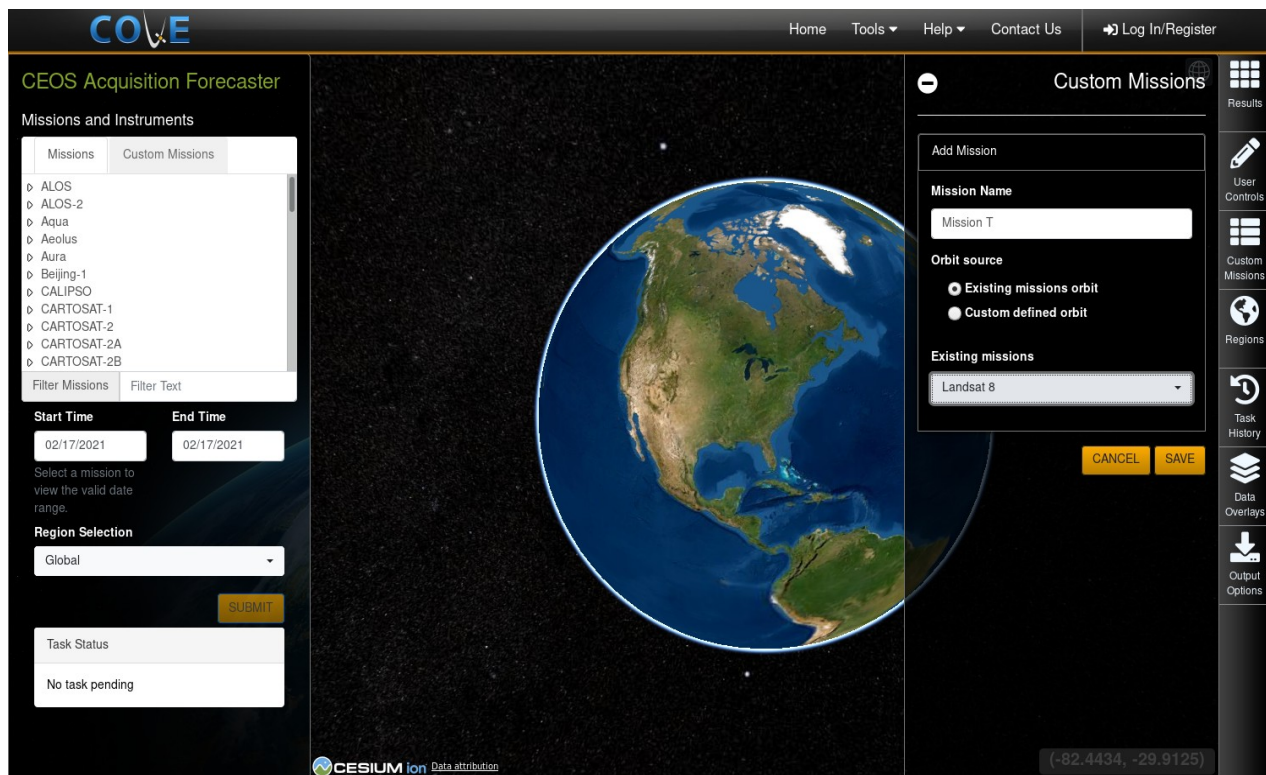 COVE
Home Tools Help Contact Us Log In/Register
CEOS Acquisition Forecaster
Missions and Instruments
Missions Custom Missions
ALOS
ALOS-2
Aqua
Aeolus
Aura
Beijing-1
CALIPSO
CARTOSAT-1
CARTOSAT-2
CARTOSAT-2A
CARTOSAT-2B
Filter Missions Filter Text
Start Time End Time
02/17/2021 02/17/2021
Select a mission to
view the valid date
range.
Region Selection
Global
SUBMIT
Task Status
No task pending
CESIUM ion Data attribution
Custom Missions
Add Mission
Mission Name
Mission T
Orbit source
Existing missions orbit
Custom defined orbit
Existing missions
Landsat 8
CANCEL SAVE
(-82.4434, -29.9125)
Results
User
Controls
Custom
Missions
Regions
Task
History
Data
Overlays
Output
Options